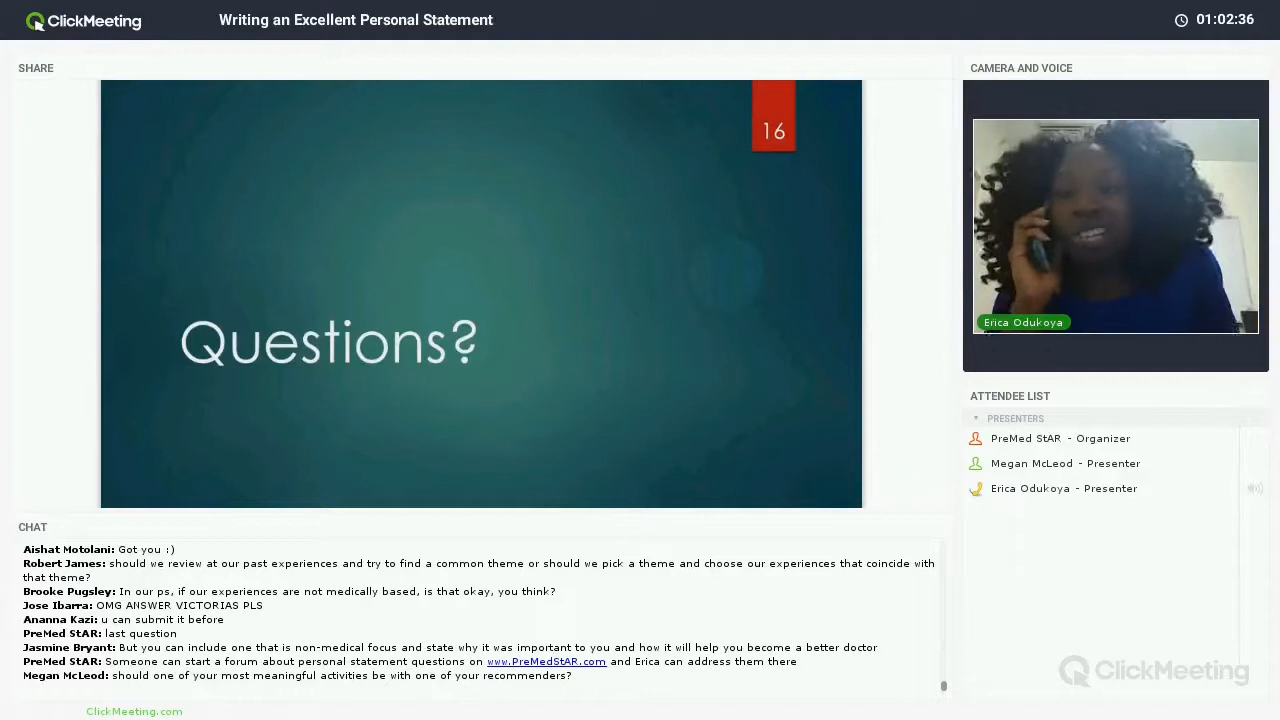 ClickMeeting
Writing an Excellent Personal Statement
01:02:36
SHARE
16
Questions?
CAMERA AND VOICE
Erica Odukoya
ATTENDEE LIST
PRESENTERS
PreMed StAR - Organizer
Megan McLeod - Presenter
Erica Odukoya - Presenter
CHAT
Aishat Motolani: Got you :)
Robert James: should we review at our past experiences and try to find a common theme or should we pick a theme and choose our experiences that coincide with
that theme?
Brooke Pugsley: In our ps, if our experiences are not medically based, is that okay, you think?
Jose Ibarra: OMG ANSWER VICTORIAS PLS
Ananna Kazi: u can submit it before
PreMed StAR: last question
Jasmine Bryant: But you can include one that is non-medical focus and state why it was important to you and how it will help you become a better doctor
PreMed StAR: Someone can start a forum about personal statement questions on www.PreMedStAR.com and Erica can address them there
Megan McLeod: should one of your most meaningful activities be with one of your recommenders?
ClickMeeting
ClickMeeting.com